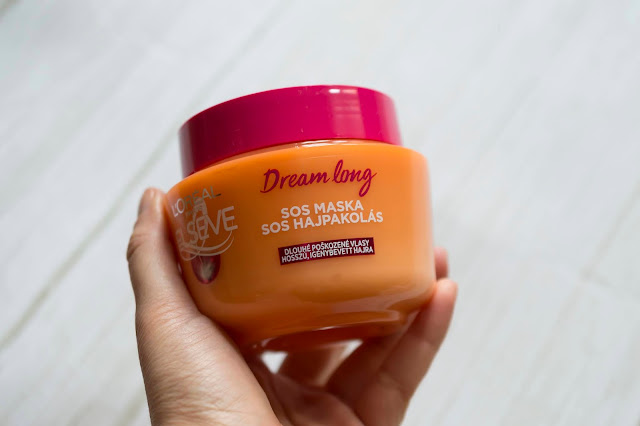 L'ORÉAL
ELSEVE
Dream long
SOS MASKA
SOS HAJPAKOLÁS
DLOUHÉ POŠKOZENÉ VLASY
HOSSZÚ, IGÉNYBEVETT HAJRA